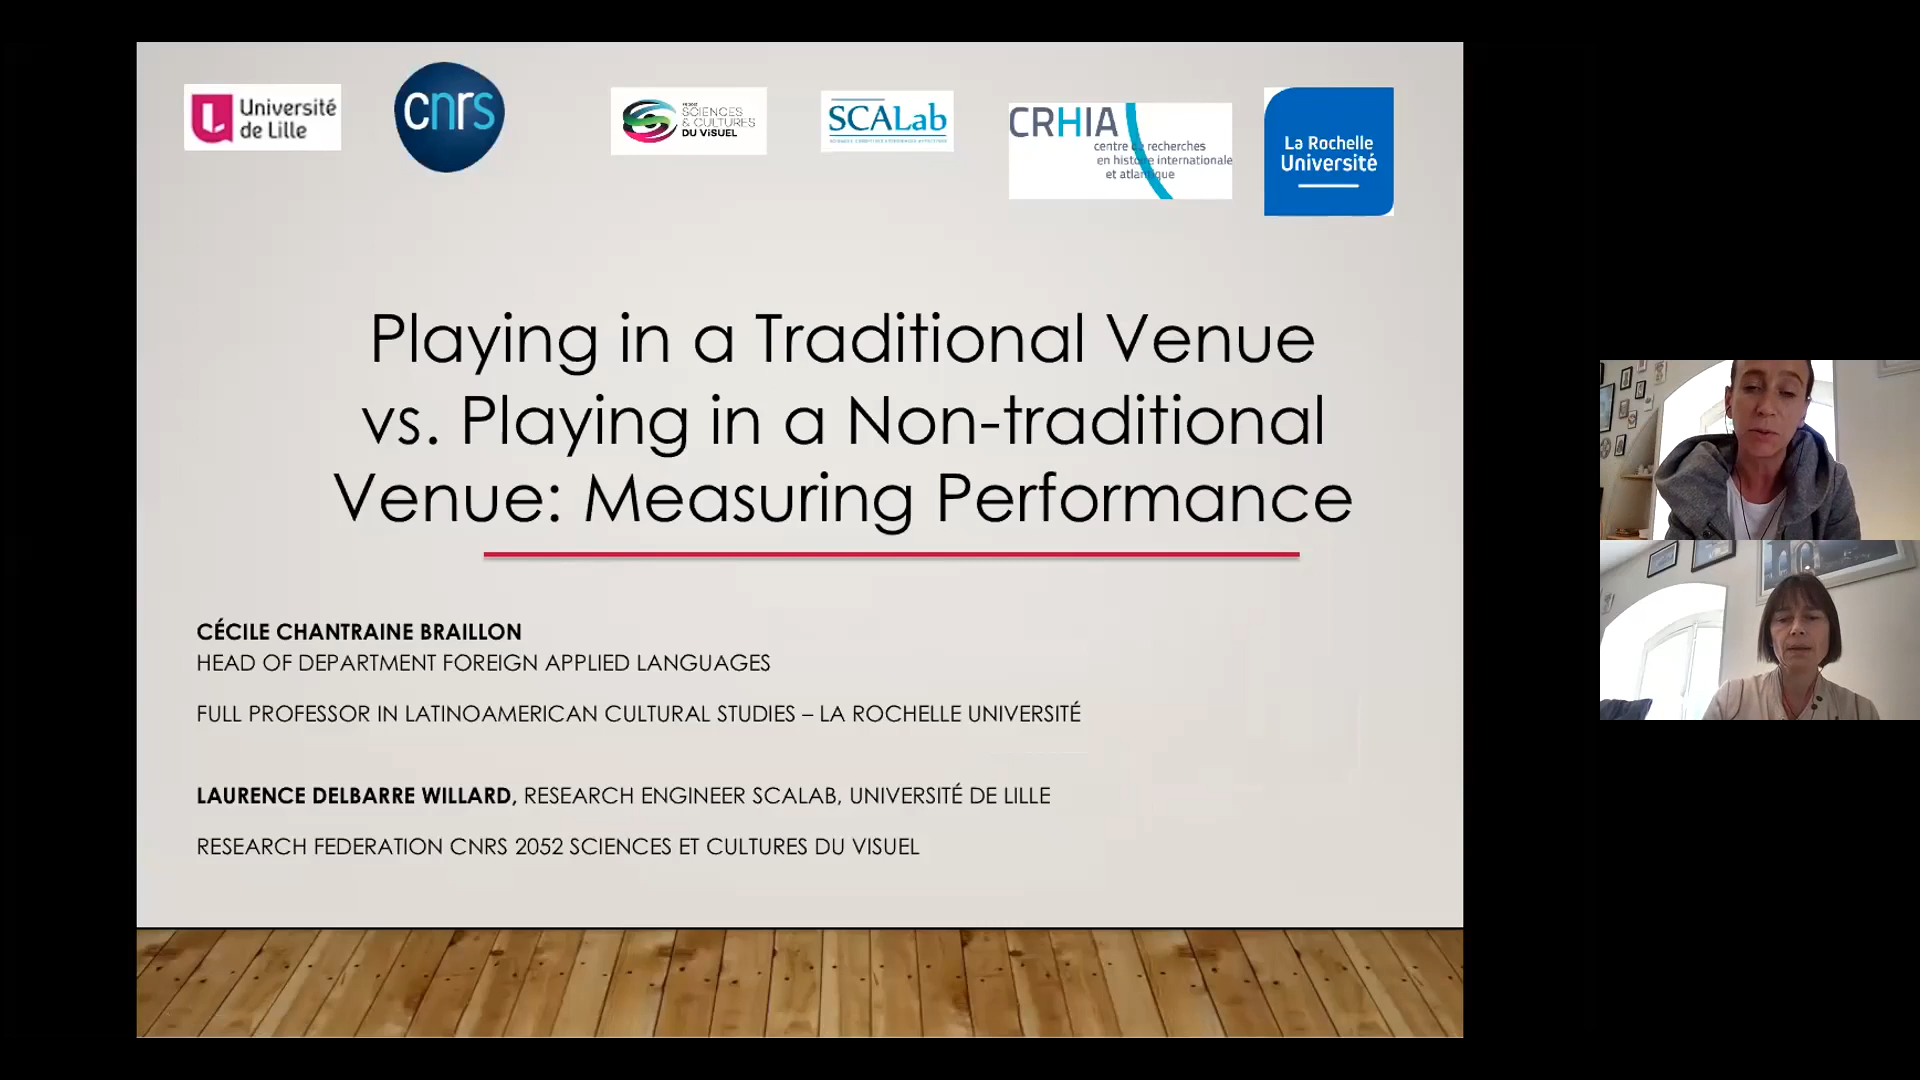 Université
de Lille
cnrs
SCIENCES
& CULTURES
DU VISUEL
SCALab
CRHIA
centre de recherches
en histoire internationale
et atlantique
La Rochelle
Université
Playing in a Traditional Venue
vs. Playing in a Non-traditional
Venue: Measuring Performance
CÉCILE CHANTRAINE BRAILLON
HEAD OF DEPARTMENT FOREIGN APPLIED LANGUAGES
FULL PROFESSOR IN LATINOAMERICAN CULTURAL STUDIES – LA ROCHELLE UNIVERSITÉ
LAURENCE DELBARRE WILLARD, RESEARCH ENGINEER SCALAB, UNIVERSITÉ DE LILLE
RESEARCH FEDERATION CNRS 2052 SCIENCES ET CULTURES DU VISUEL